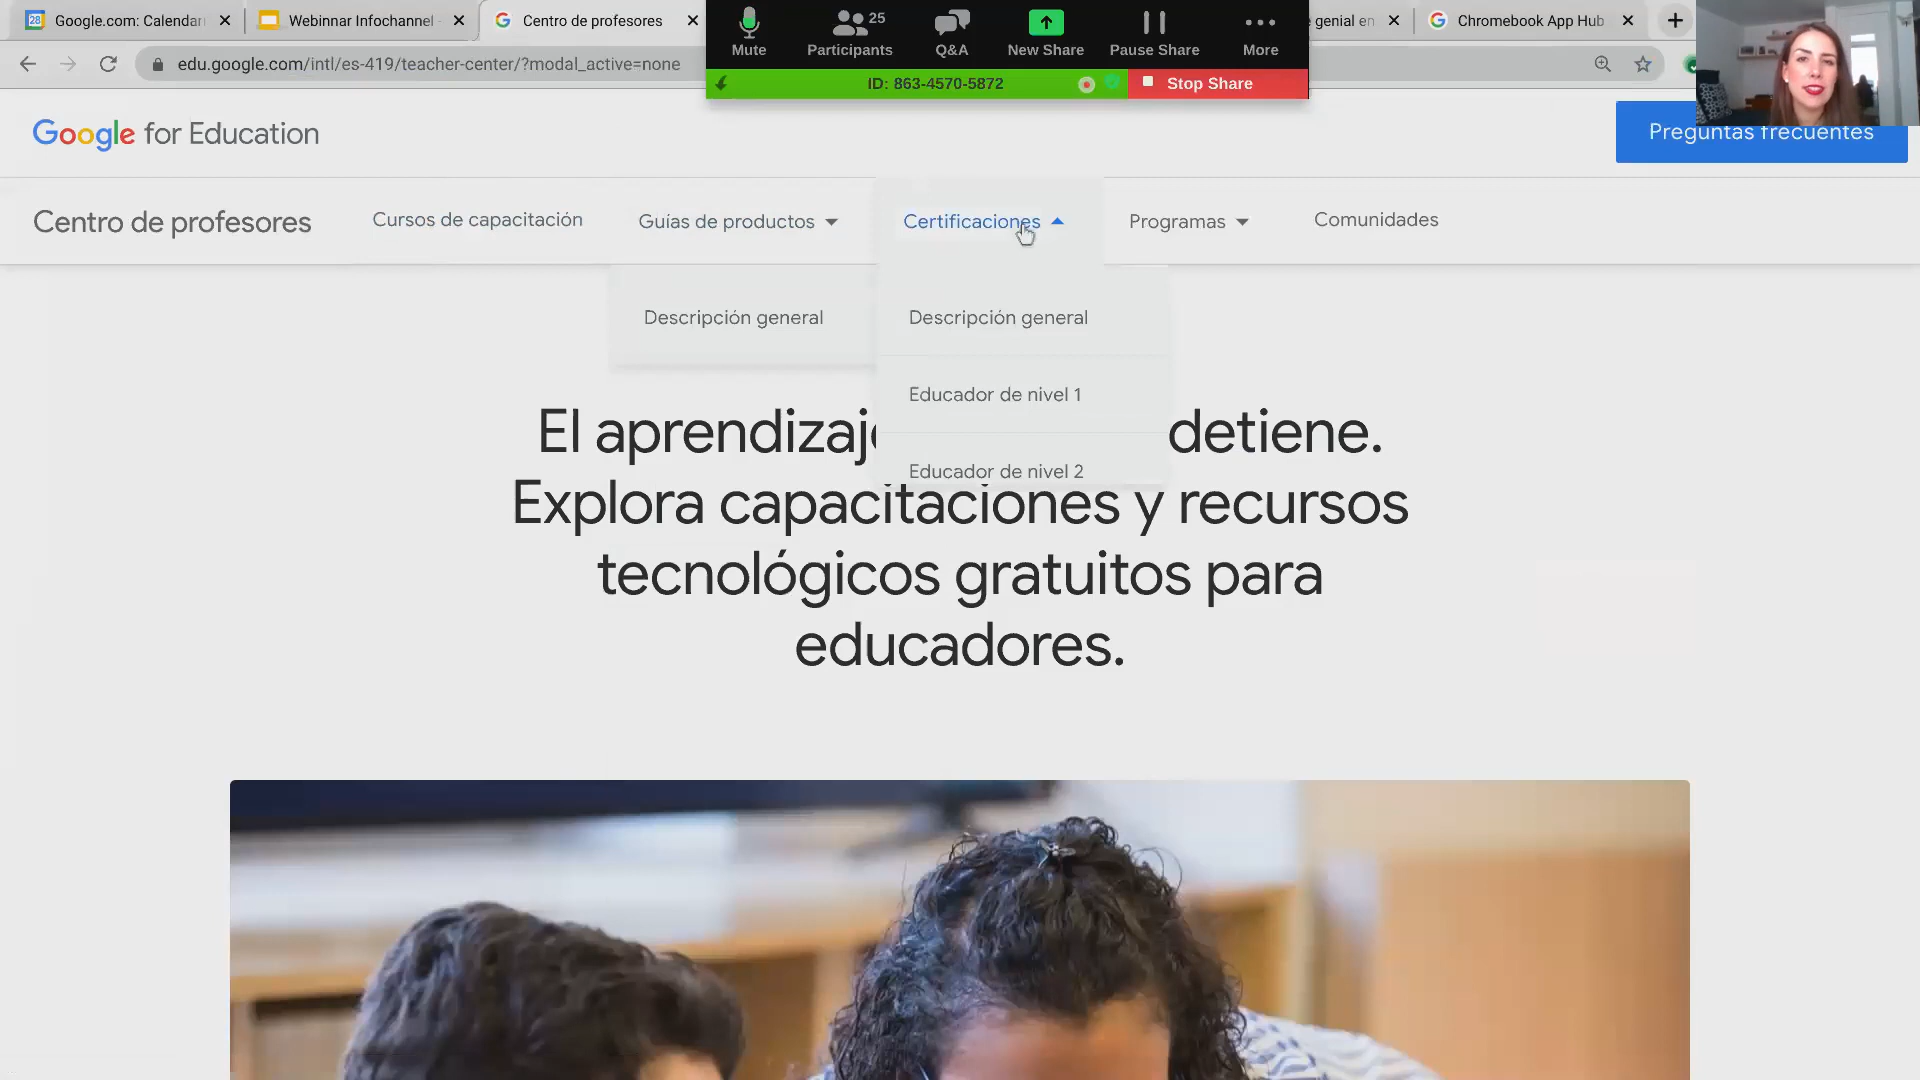 Google.com: Calendar
Webinnar Infochannel -
Centro de profesores
genial en
Chromebook App Hub
Mute
Participants
25
Q&A
New Share
Pause Share
More
edu.google.com/intl/es-419/teacher-center/?modal_active=none
ID: 863-4570-5872
Stop Share
Google for Education
Preguntas frecuentes
Centro de profesores
Cursos de capacitación
Guías de productos
Certificaciones
Programas
Comunidades
Descripción general
Descripción general
Educador de nivel 1
Educador de nivel 2
El aprendizaje detiene.
Explora capacitaciones y recursos
tecnológicos gratuitos para
educadores.